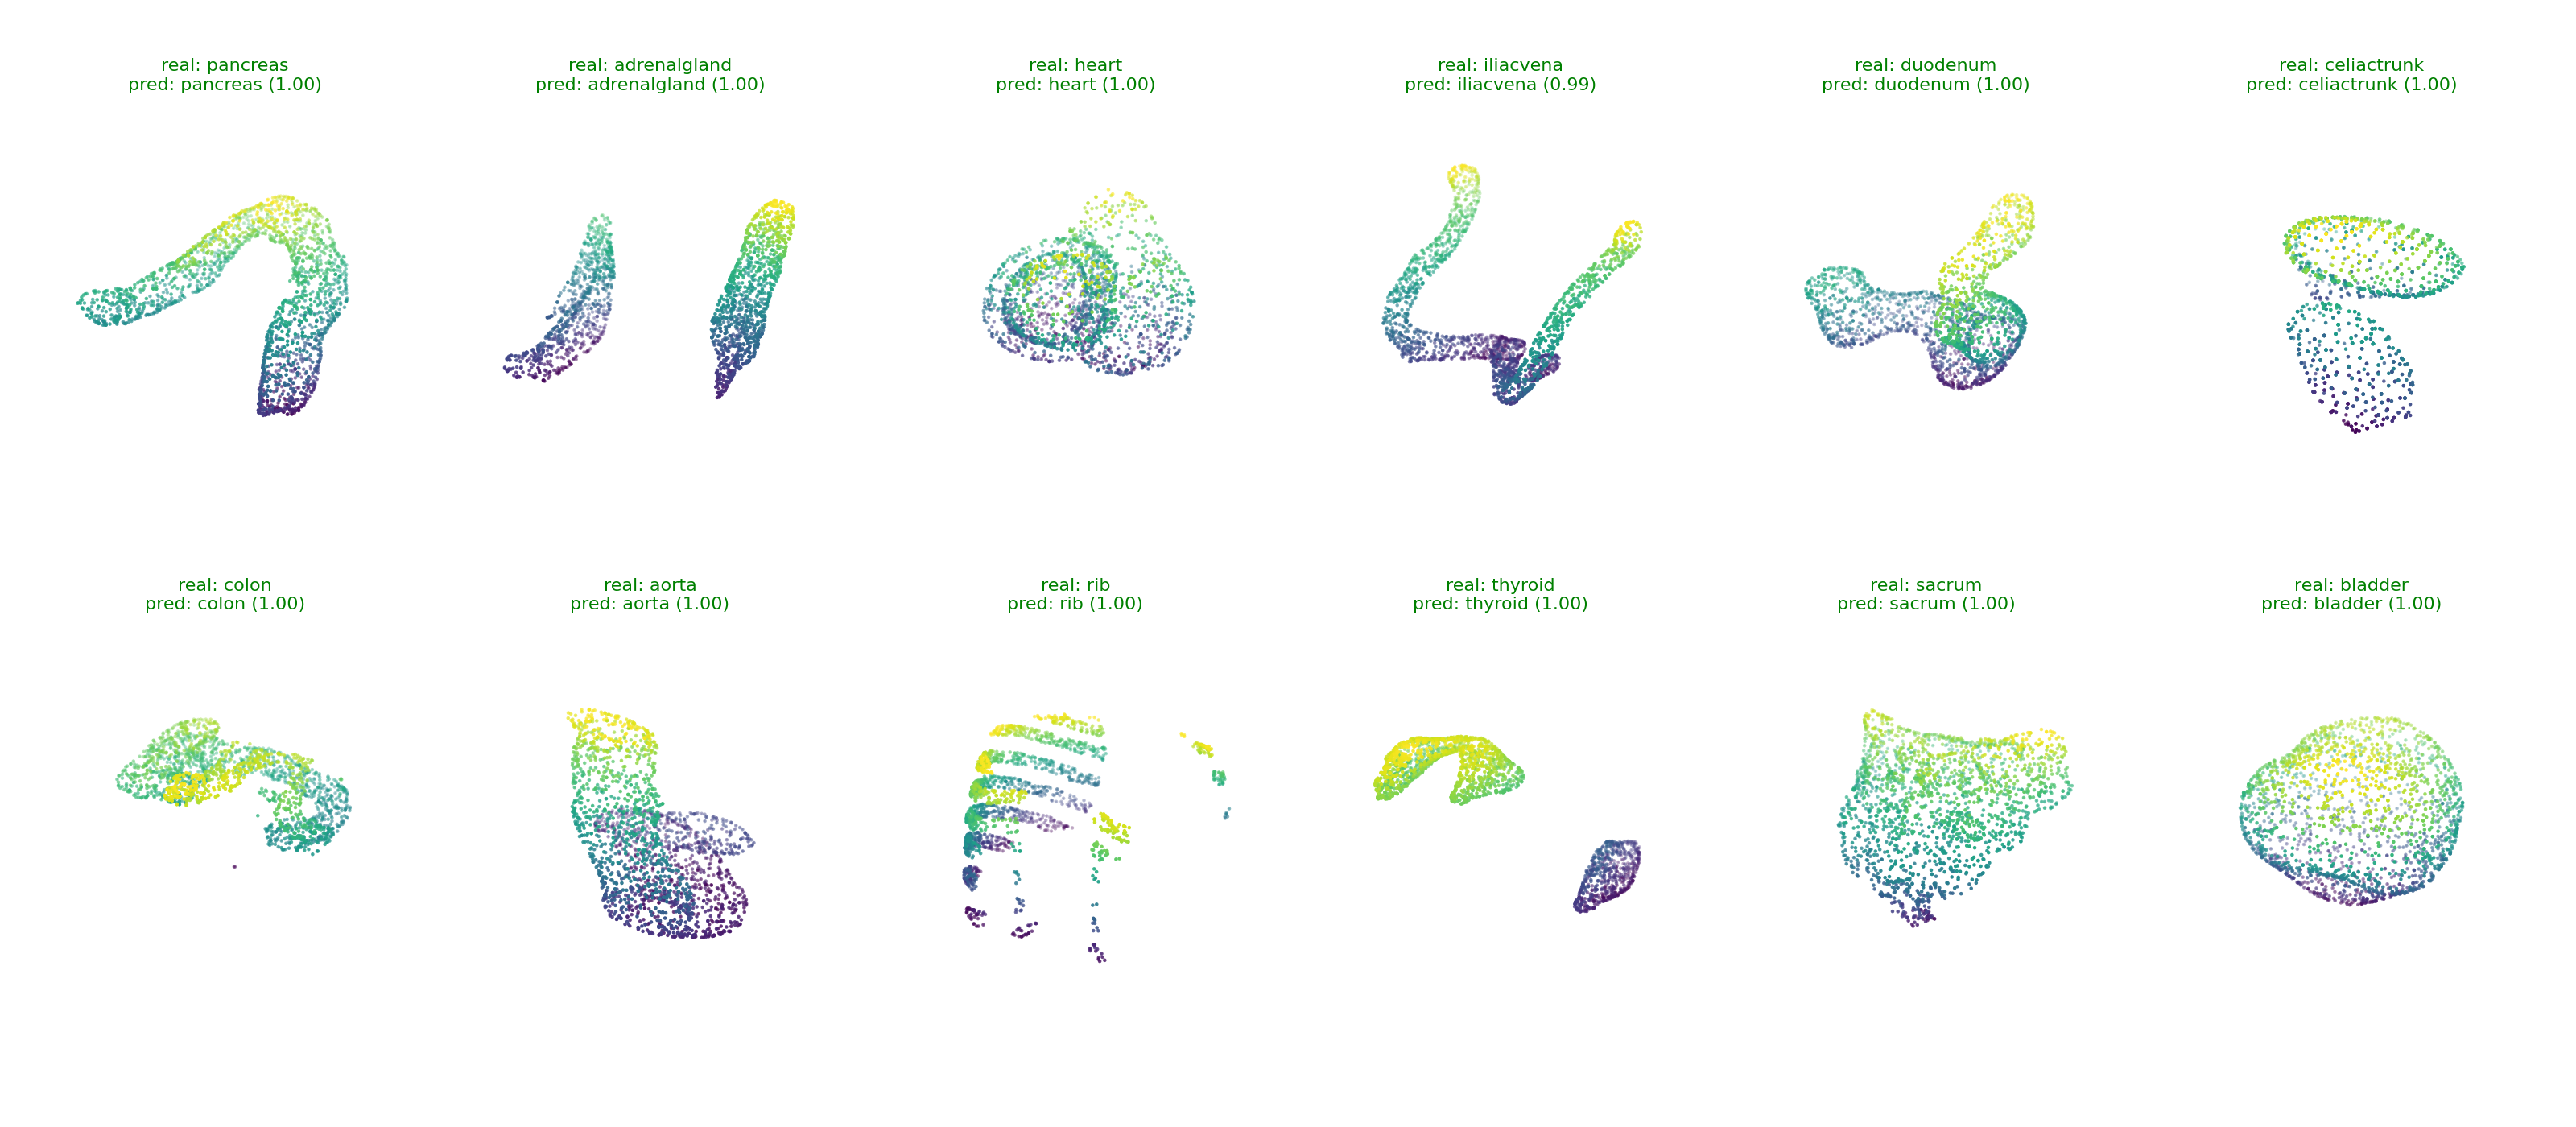 real: pancreas
pred: pancreas (1.00)
real: adrenalgland
pred: adrenalgland (1.00)
real: heart
pred: heart (1.00)
real: iliacvena
pred: iliacvena (0.99)
real: duodenum
pred: duodenum (1.00)
real: celiactrunk
pred: celiactrunk (1.00)
real: colon
pred: colon (1.00)
real: aorta
pred: aorta (1.00)
real: rib
pred: rib (1.00)
real: thyroid
pred: thyroid (1.00)
real: sacrum
pred: sacrum (1.00)
real: bladder
pred: bladder (1.00)